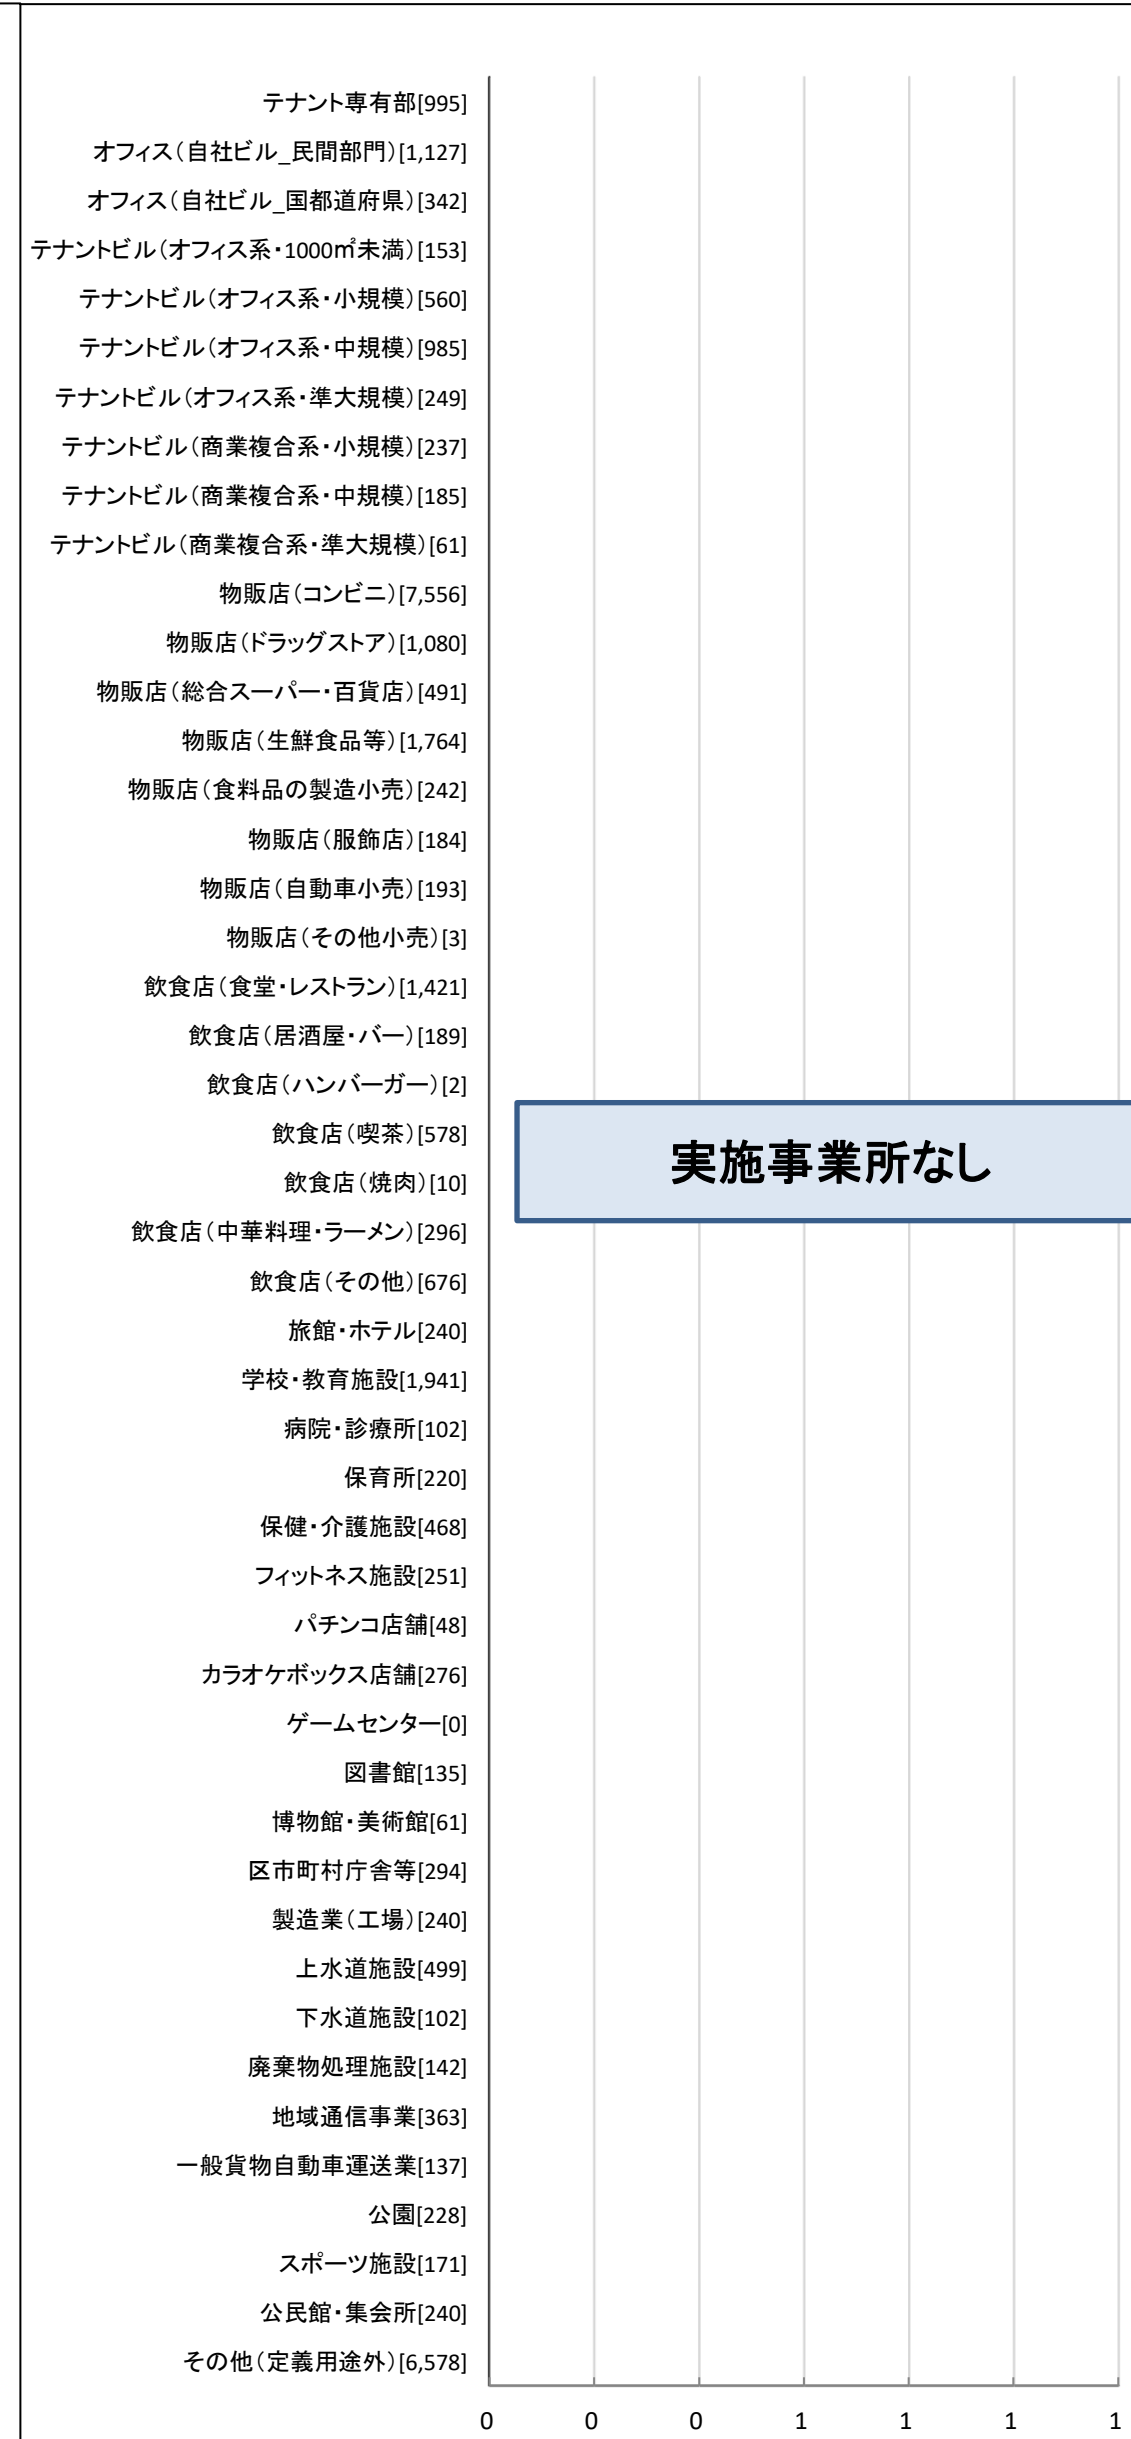 テナント専有部[995]
オフィス（自社ビル_民間部門）[1,127]
オフィス（自社ビル_国都道府県）[342]
テナントビル（オフィス系・1000㎡未満）[153]
テナントビル（オフィス系・小規模）[560]
テナントビル（オフィス系・中規模）[985]
テナントビル（オフィス系・準大規模）[249]
テナントビル（商業複合系・小規模）[237]
テナントビル（商業複合系・中規模）[185]
テナントビル（商業複合系・準大規模）[61]
物販店（コンビニ）[7,556]
物販店（ドラッグストア）[1,080]
物販店（総合スーパー・百貨店）[491]
物販店（生鮮食品等）[1,764]
物販店（食料品の製造小売）[242]
物販店（服飾店）[184]
物販店（自動車小売）[193]
物販店（その他小売）[3]
飲食店（食堂・レストラン）[1,421]
飲食店（居酒屋・バー）[189]
飲食店（ハンバーガー）[2]
飲食店（喫茶）[578]
実施事業所なし
飲食店（焼肉）[10]
飲食店（中華料理・ラーメン）[296]
飲食店（その他）[676]
旅館・ホテル[240]
学校・教育施設[1,941]
病院・診療所[102]
保育所[220]
保健・介護施設[468]
フィットネス施設[251]
パチンコ店舗[48]
カラオケボックス店舗[276]
ゲームセンター[0]
図書館[135]
博物館・美術館[61]
区市町村庁舎等[294]
製造業（工場）[240]
上水道施設[499]
下水道施設[102]
廃棄物処理施設[142]
地域通信事業[363]
一般貨物自動車運送業[137]
公園[228]
スポーツ施設[171]
公民館・集会所[240]
その他（定義用途外）[6,578]
0 0 0 1 1 1 1